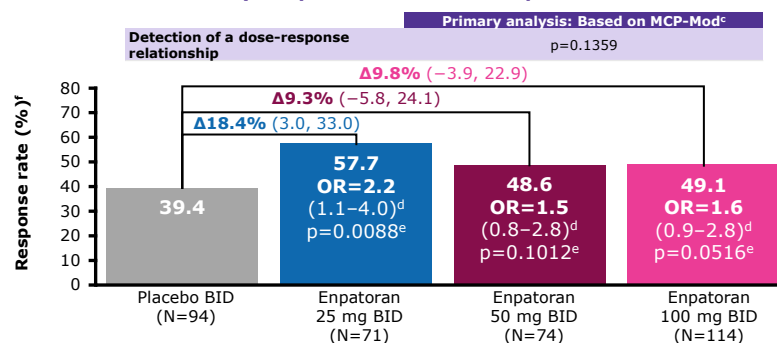 Primary analysis: Based on MCP-Modᶜ
Detection of a dose-response relationship
p=0.1359
Response rate (%)ᶠ
80
70
60
50
40
30
20
10
0
Δ9.8% (−3.9, 22.9)
Δ9.3% (−5.8, 24.1)
Δ18.4% (3.0, 33.0)
39.4
57.7
OR=2.2
(1.1–4.0)ᵈ
p=0.0088ᵉ
48.6
OR=1.5
(0.8–2.8)ᵈ
p=0.1012ᵉ
49.1
OR=1.6
(0.9–2.8)ᵈ
p=0.0516ᵉ
Placebo BID
(N=94)
Enpatoran
25 mg BID
(N=71)
Enpatoran
50 mg BID
(N=74)
Enpatoran
100 mg BID
(N=114)